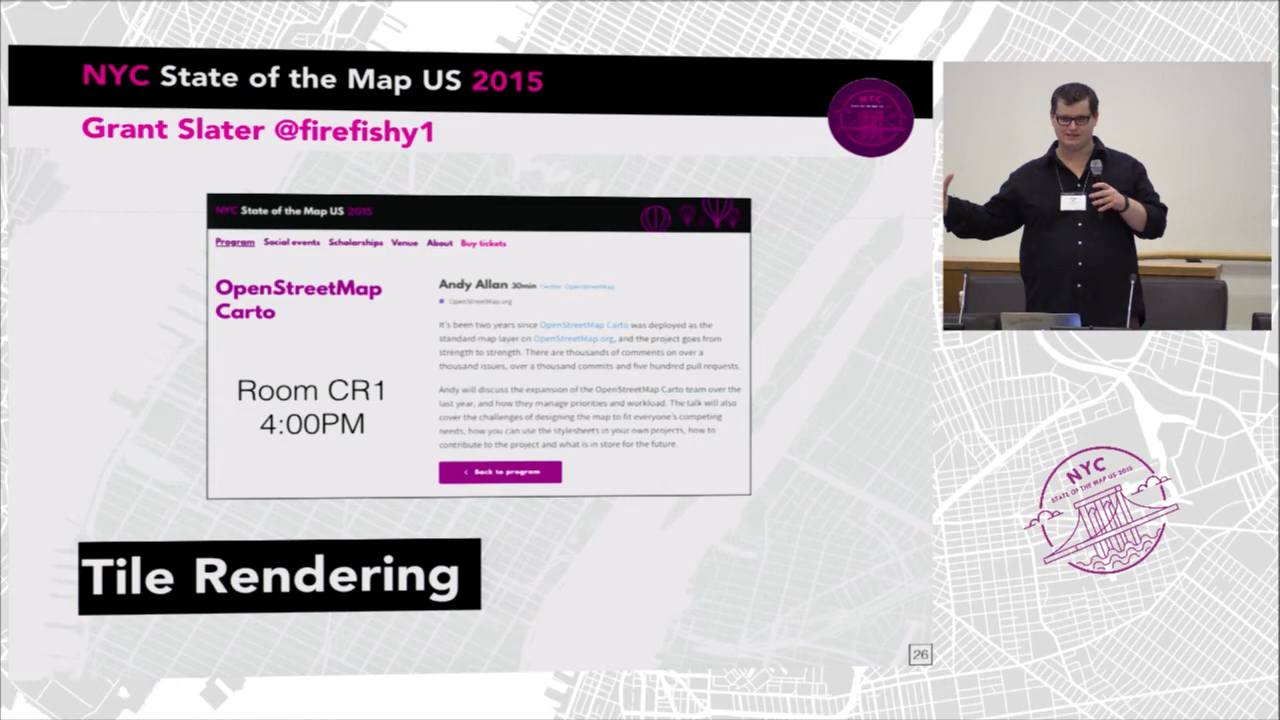 NYC State of the Map US 2015
Grant Slater @firefishy1
NYC State of the Map US 2015
Program Social events Scholarships Venue About Buy tickets
OpenStreetMap
Carto
Room CR1
4:00PM
Andy Allan 30min Twitter OpenStreetMap
OpenStreetMap.org
It's been two years since OpenStreetMap Carto was deployed as the
standard map layer on OpenStreetMap.org, and the project goes from
strength to strength. There are thousands of comments on over a
thousand issues, over a thousand commits and five hundred pull requests.
Andy will discuss the expansion of the OpenStreetMap Carto team over the
last year, and how they manage priorities and workload. The talk will also
cover the challenges of designing the map to fit everyone's competing
needs, how you can use the stylesheets in your own projects, how to
contribute to the project and what is in store for the future.
< Back to program
Tile Rendering
26
NYC
STATE OF THE MAP US 2015
NYC